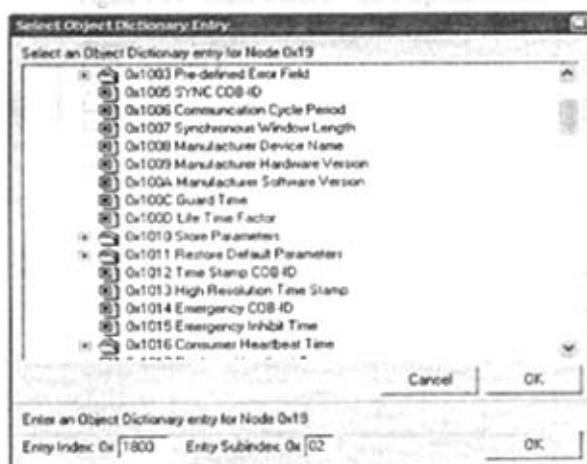 Select Object Dictionary Entry
Select an Object Dictionary entry for Node 0x19
0x1003 Pre-defined Error Field
0x1005 SYNC COB-ID
0x1006 Communication Cycle Period
0x1007 Synchronous Window Length
0x1008 Manufacturer Device Name
0x1009 Manufacturer Hardware Version
0x100A Manufacturer Software Version
0x100C Guard Time
0x100D Life Time Factor
0x1010 Store Parameters
0x1011 Restore Default Parameters
0x1012 Time Stamp COB-ID
0x1013 High Resolution Time Stamp
0x1014 Emergency COB-ID
0x1015 Emergency Inhibit Time
0x1016 Consumer Heartbeat Time
Cancel OK
Enter an Object Dictionary entry for Node 0x19
Entry Index: 0x 1800 Entry Subindex: 0x 02 OK